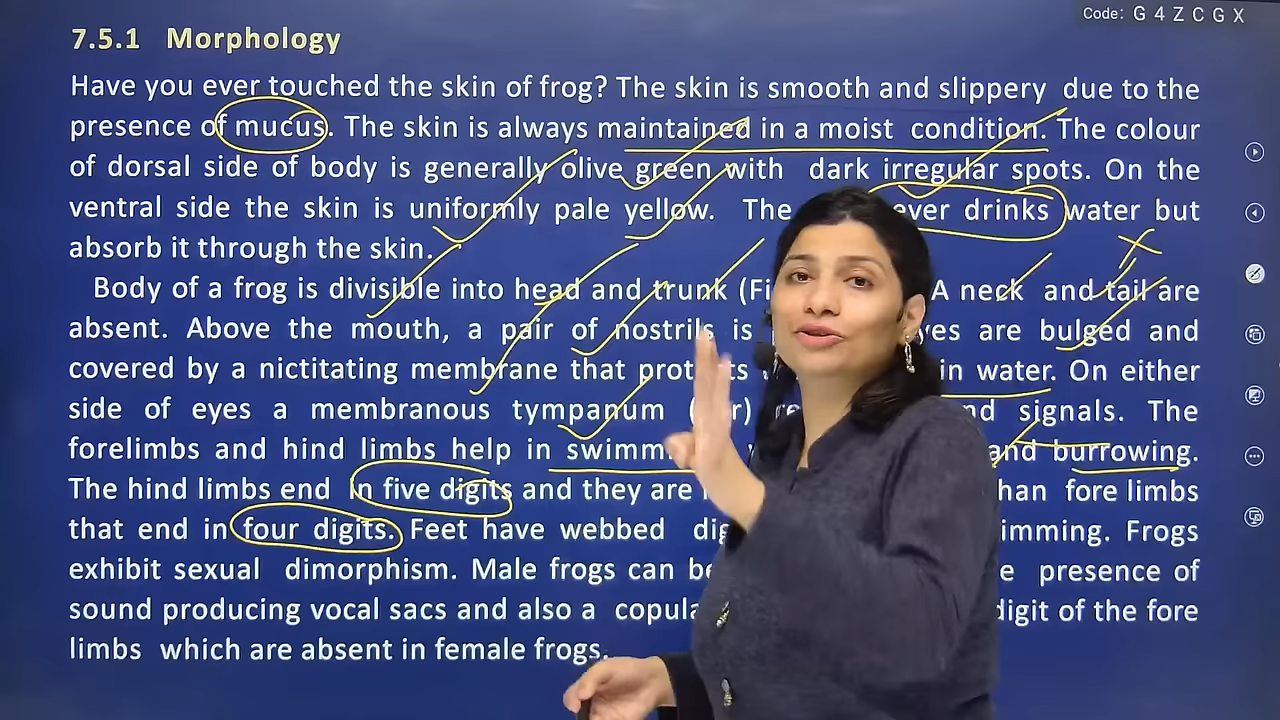 Code: G 4 Z C G X
7.5.1 Morphology
Have you ever touched the skin of frog? The skin is smooth and slippery due to the
presence of mucus. The skin is always maintained in a moist condition. The colour
of dorsal side of body is generally olive green with dark irregular spots. On the
ventral side the skin is uniformly pale yellow. The ever drinks water but
absorb it through the skin.
Body of a frog is divisible into head and trunk A neck and tail are
absent. Above the mouth, a pair of nostrils is are bulged and
covered by a nictitating membrane that in water. On either
side of eyes a membranous tympanum signals. The
forelimbs and hind limbs help in and burrowing.
The hind limbs end in five digits and they are fore limbs
that end in four digits. Feet have webbed Frogs
exhibit sexual dimorphism. Male frogs can presence of
sound producing vocal sacs and also a digit of the fore
limbs which are absent in female frogs.